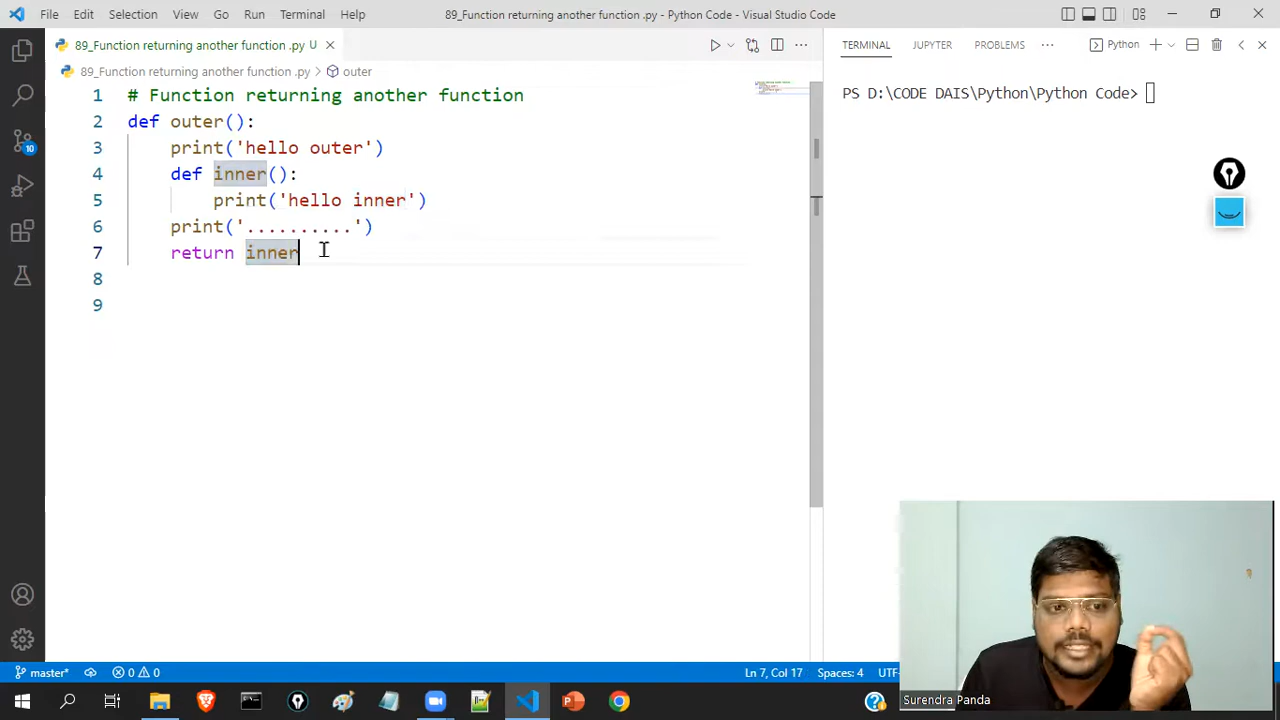 File Edit Selection View Go Run Terminal Help 89_Function returning another function .py - Python Code - Visual Studio Code
89_Function returning another function .py U
TERMINAL JUPYTER PROBLEMS ··· Python
89_Function returning another function .py > outer
1 # Function returning another function
2 def outer():
3 print('hello outer')
4 def inner():
5 print('hello inner')
6 print('..........')
7 return inner
8
9
PS D:\CODE DAIS\Python\Python Code>
10
master* 0 0 Ln 7, Col 17 Spaces: 4 UTF-
Surendra Panda